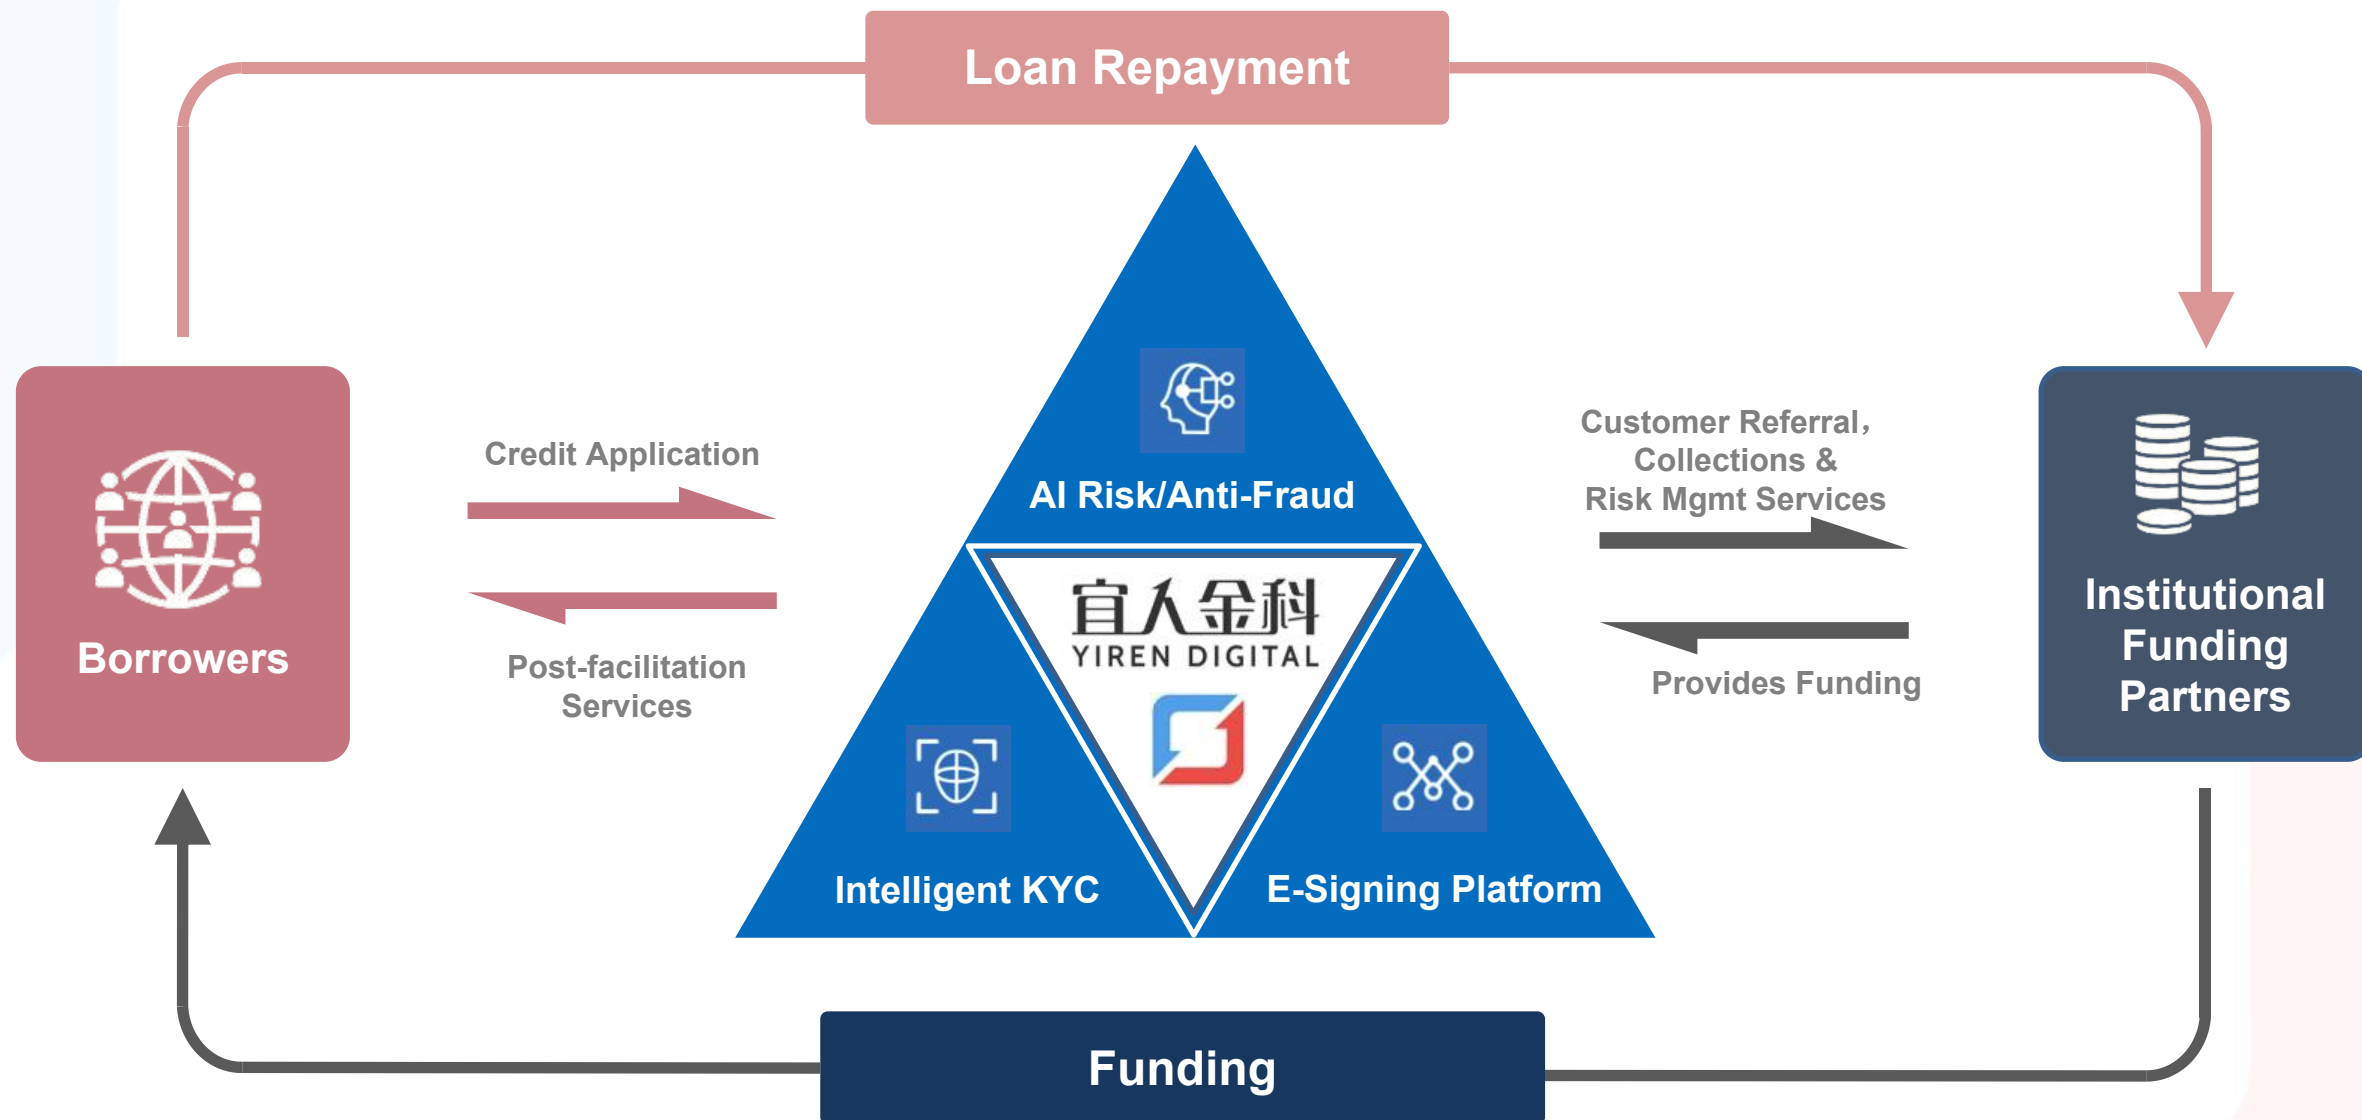 Loan Repayment
Borrowers
Credit Application
Post-facilitation
Services
AI Risk/Anti-Fraud
宜人金科
YIREN DIGITAL
Intelligent KYC
E-Signing Platform
Customer Referral，
Collections &
Risk Mgmt Services
Provides Funding
Institutional
Funding
Partners
Funding